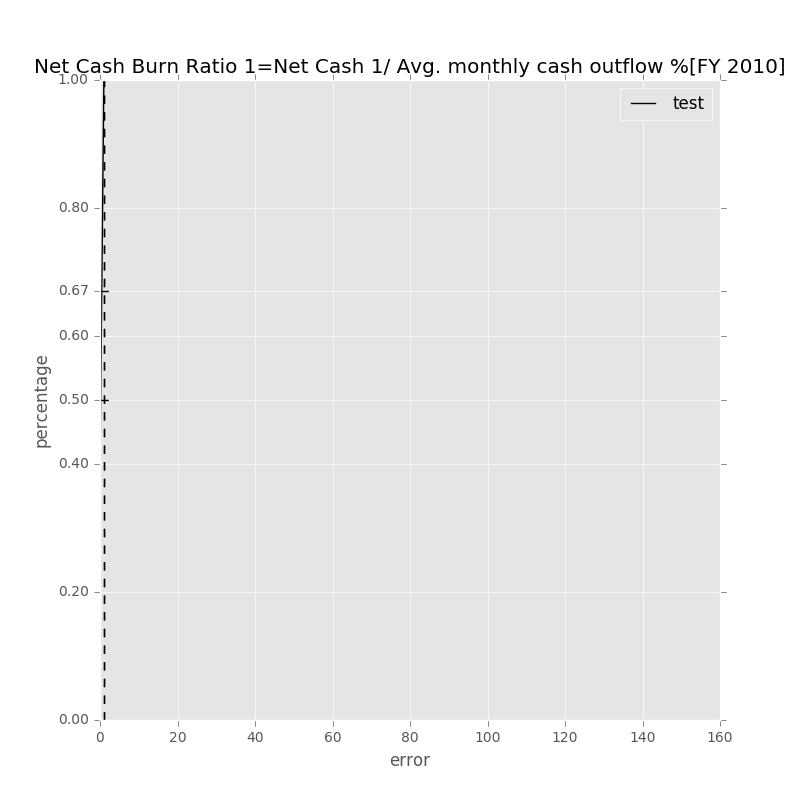 Net Cash Burn Ratio 1=Net Cash 1/ Avg. monthly cash outflow %[FY 2010]
1.00
test
0.80
0.67
0.60
percentage
0.50
0.40
0.20
0.00
0 20 40 60 80 100 120 140 160
error